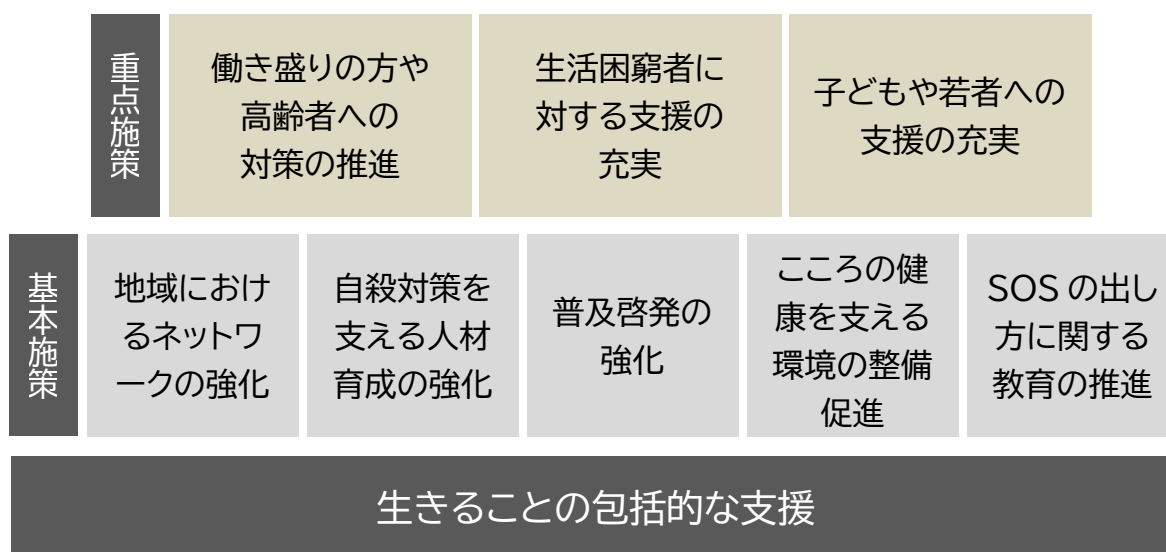 重点施策
働き盛りの方や
高齢者への
対策の推進
生活困窮者に
対する支援の
充実
子どもや若者への
支援の充実
基本施策
地域におけ
るネットワ
ークの強化
自殺対策を
支える人材
育成の強化
普及啓発の
強化
こころの健
康を支える
環境の整備
促進
SOS の出し
方に関する
教育の推進
生きることの包括的な支援